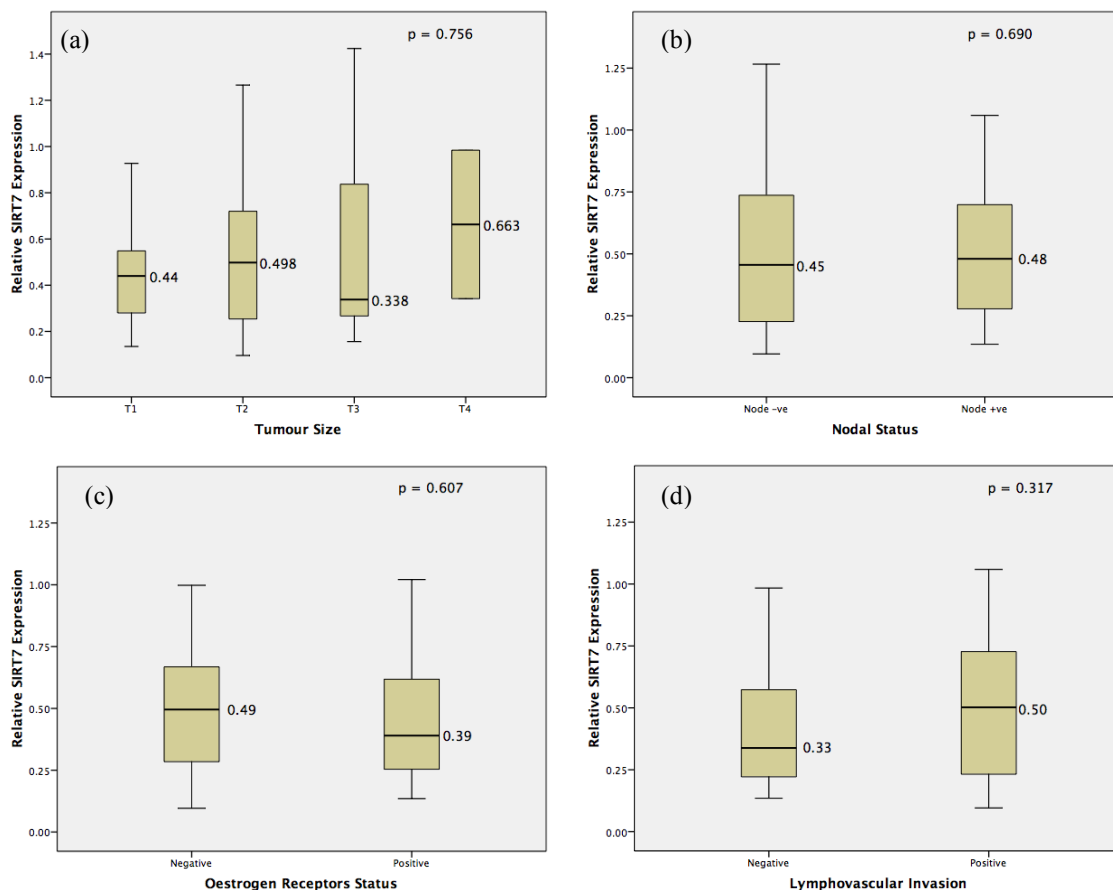 (a)
p = 0.756
Relative SIRT7 Expression
1.4
1.2
1.0
0.8
0.6
0.4
0.2
0.0
0.44
0.498
0.338
0.663
T1 T2 T3 T4
Tumour Size
(b)
p = 0.690
Relative SIRT7 Expression
1.25
1.00
0.75
0.50
0.25
0.00
0.45
0.48
Node -ve Node +ve
Nodal Status
(c)
p = 0.607
Relative SIRT7 Expression
1.25
1.00
0.75
0.50
0.25
0.00
0.49
0.39
Negative Positive
Oestrogen Receptors Status
(d)
p = 0.317
Relative SIRT7 Expression
1.25
1.00
0.75
0.50
0.25
0.00
0.33
0.50
Negative Positive
Lymphovascular Invasion